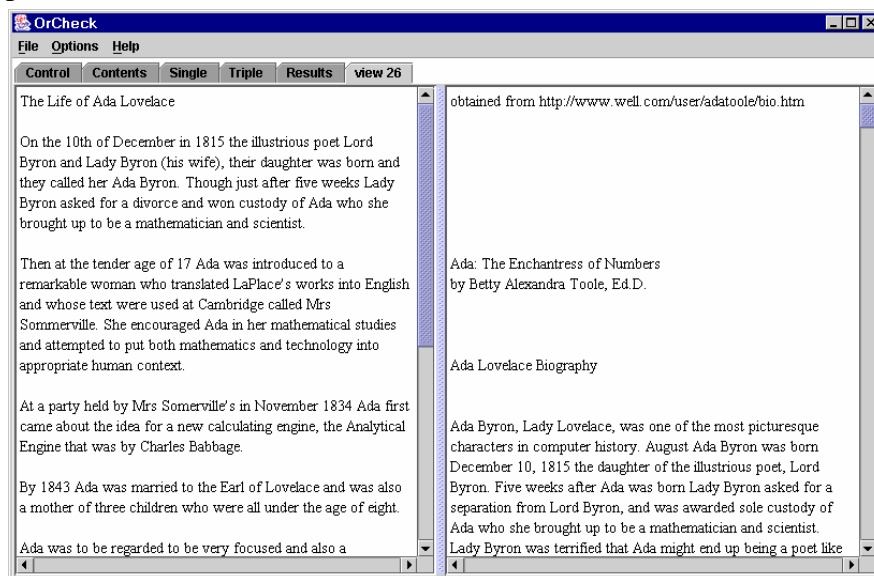 OrCheck
File Options Help
Control Contents Single Triple Results view 26
The Life of Ada Lovelace
On the 10th of December in 1815 the illustrious poet Lord
Byron and Lady Byron (his wife), their daughter was born and
they called her Ada Byron. Though just after five weeks Lady
Byron asked for a divorce and won custody of Ada who she
brought up to be a mathematician and scientist.
Then at the tender age of 17 Ada was introduced to a
remarkable woman who translated LaPlace's works into English
and whose text were used at Cambridge called Mrs
Sommerville. She encouraged Ada in her mathematical studies
and attempted to put both mathematics and technology into
appropriate human context.
At a party held by Mrs Somerville's in November 1834 Ada first
came about the idea for a new calculating engine, the Analytical
Engine that was by Charles Babbage.
By 1843 Ada was married to the Earl of Lovelace and was also
a mother of three children who were all under the age of eight.
Ada was to be regarded to be very focused and also a
obtained from http://www.well.com/user/adatoole/bio.htm
Ada: The Enchantress of Numbers
by Betty Alexandra Toole, Ed.D.
Ada Lovelace Biography
Ada Byron, Lady Lovelace, was one of the most picturesque
characters in computer history. August Ada Byron was born
December 10, 1815 the daughter of the illustrious poet, Lord
Byron. Five weeks after Ada was born Lady Byron asked for a
separation from Lord Byron, and was awarded sole custody of
Ada who she brought up to be a mathematician and scientist.
Lady Byron was terrified that Ada might end up being a poet like